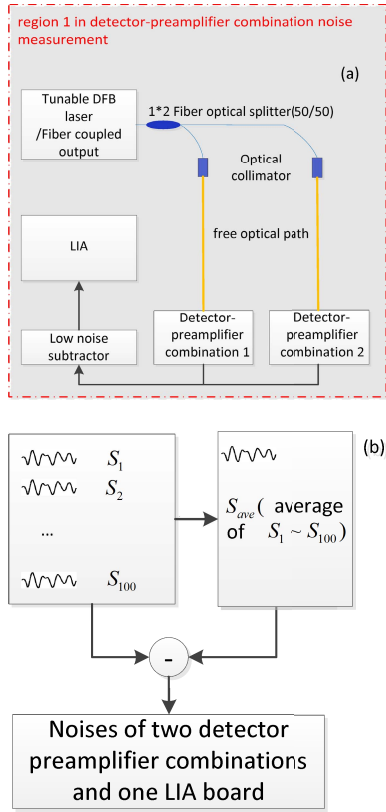 region 1 in detector-preamplifier combination noise
measurement
(a)
Tunable DFB
laser
/Fiber coupled
output
1*2 Fiber optical splitter(50/50)
Optical
collimator
LIA
free optical path
Low noise
subtractor
Detector-
preamplifier
combination 1
Detector-
preamplifier
combination 2
(b)
S1
S2
...
S100
Save( average
of S1 ~ S100)
-
Noises of two detector
preamplifier combinations
and one LIA board